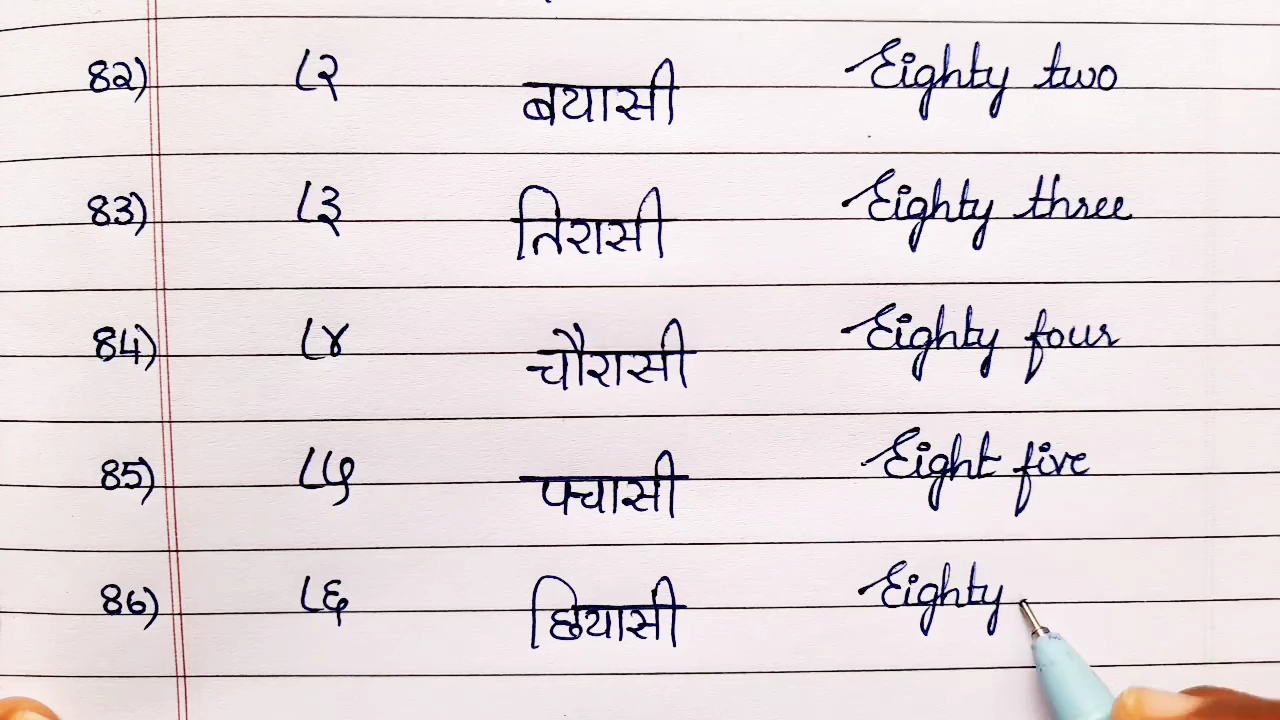 82) ८२ बयासी Eighty two
83) ८३ तिरासी Eighty three
84) ८४ चौरासी Eighty four
85) ८५ पचासी Eight five
86) ८६ छियासी Eighty